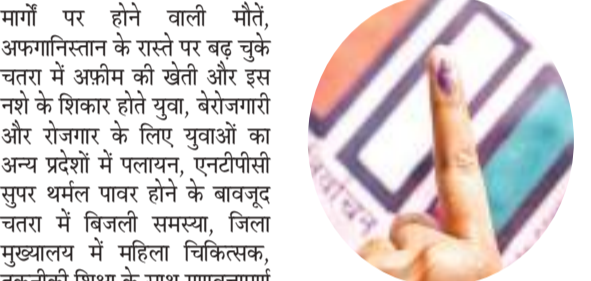 मार्गों पर होने वाली मौतें,
अफगानिस्तान के रास्ते पर बढ़ चुके
चतरा में अफ़ीम की खेती और इस
नशे के शिकार होते युवा, बेरोजगारी
और रोजगार के लिए युवाओं का
अन्य प्रदेशों में पलायन, एनटीपीसी
सुपर थर्मल पावर होने के बावजूद
चतरा में बिजली समस्या, जिला
मुख्यालय में महिला चिकित्सक,